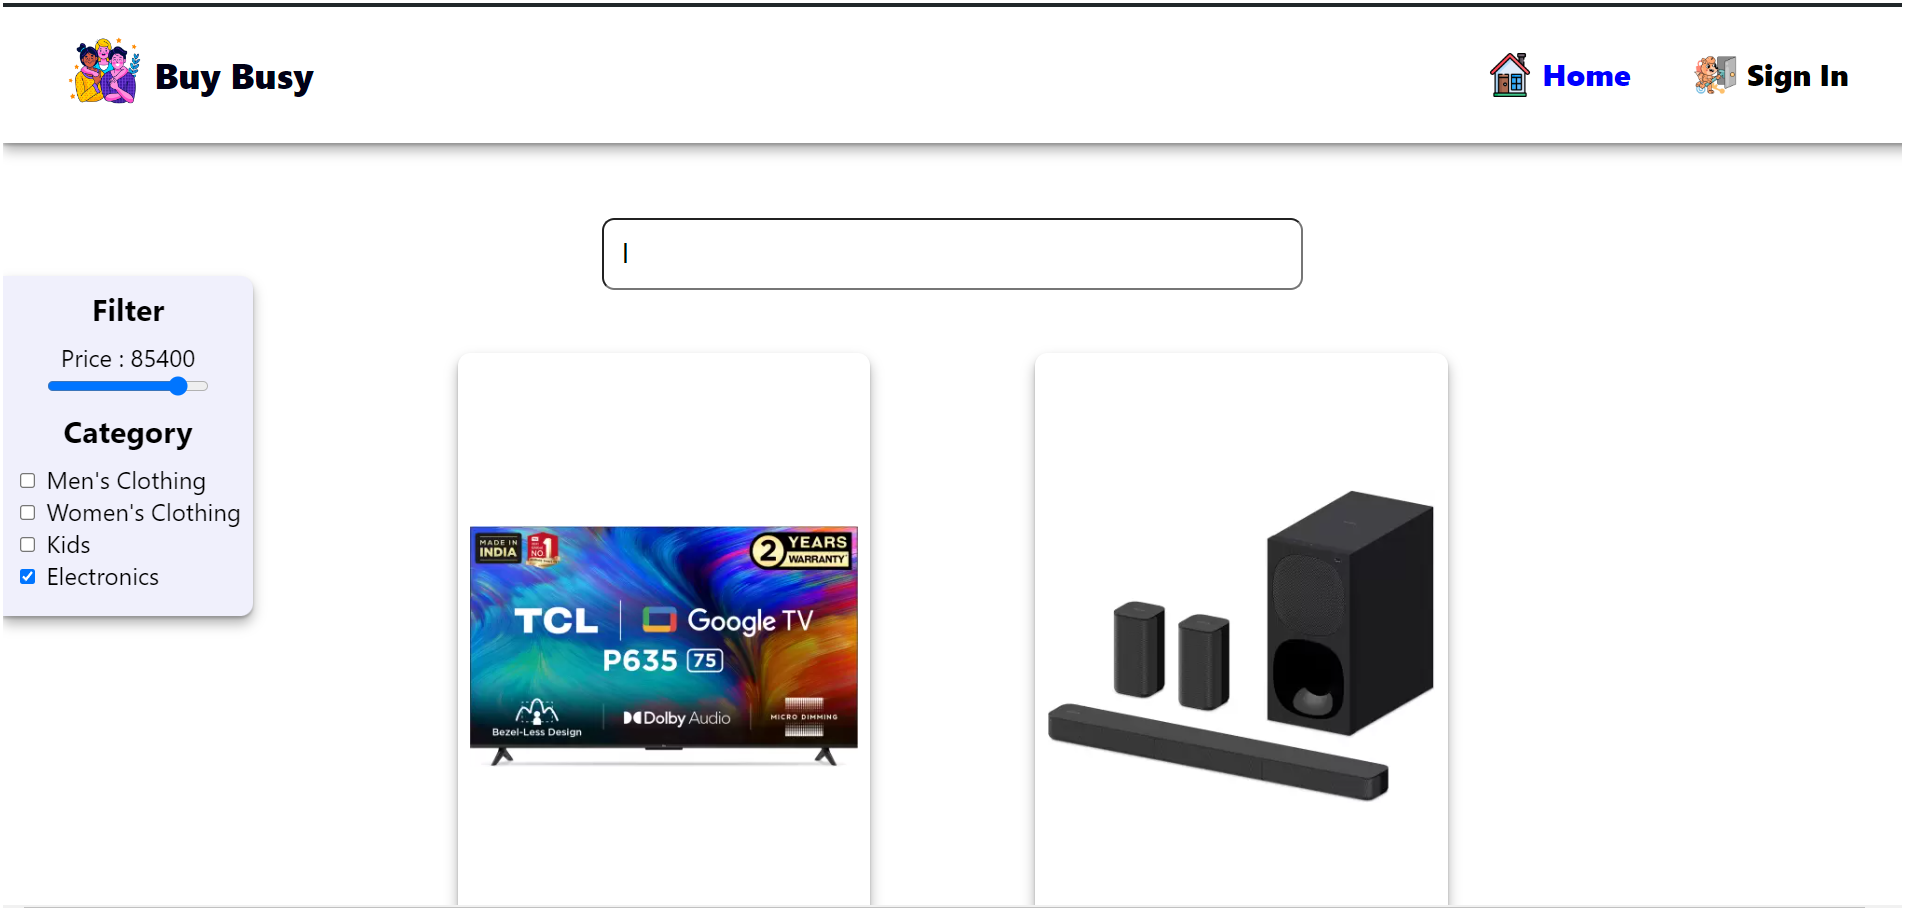 Buy Busy
Home
Sign In
Filter
Price : 85400
Category
Men's Clothing
Women's Clothing
Kids
Electronics
MADE IN
INDIA
NO.1
2 YEARS
WARRANTY*
TCL
Google TV
P635 75
Bezel-Less Design
Dolby Audio
MICRO DIMMING